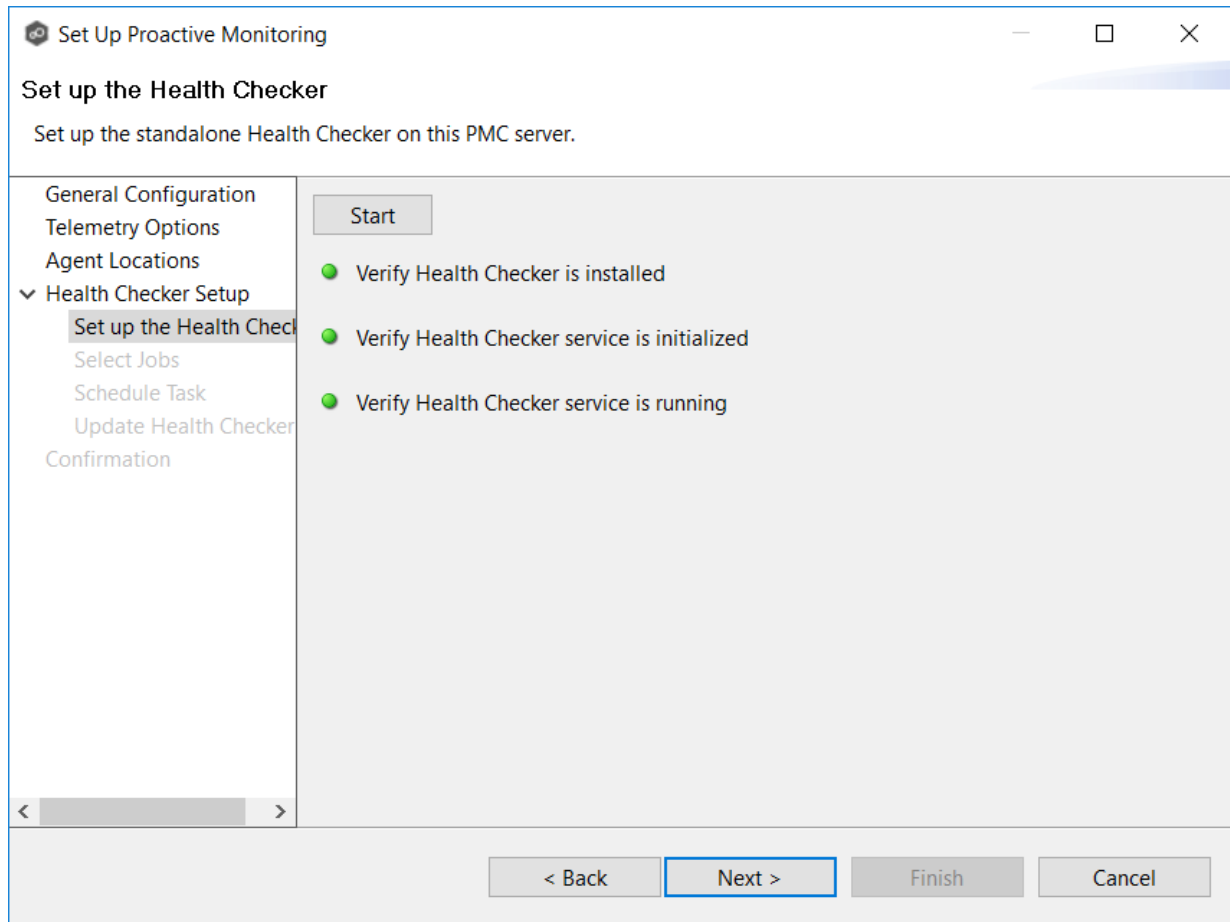 Set Up Proactive Monitoring
Set up the Health Checker
Set up the standalone Health Checker on this PMC server.
General Configuration
Telemetry Options
Agent Locations
Health Checker Setup
Set up the Health Check
Select Jobs
Schedule Task
Update Health Checker
Confirmation
Start
Verify Health Checker is installed
Verify Health Checker service is initialized
Verify Health Checker service is running
< Back
Next >
Finish
Cancel